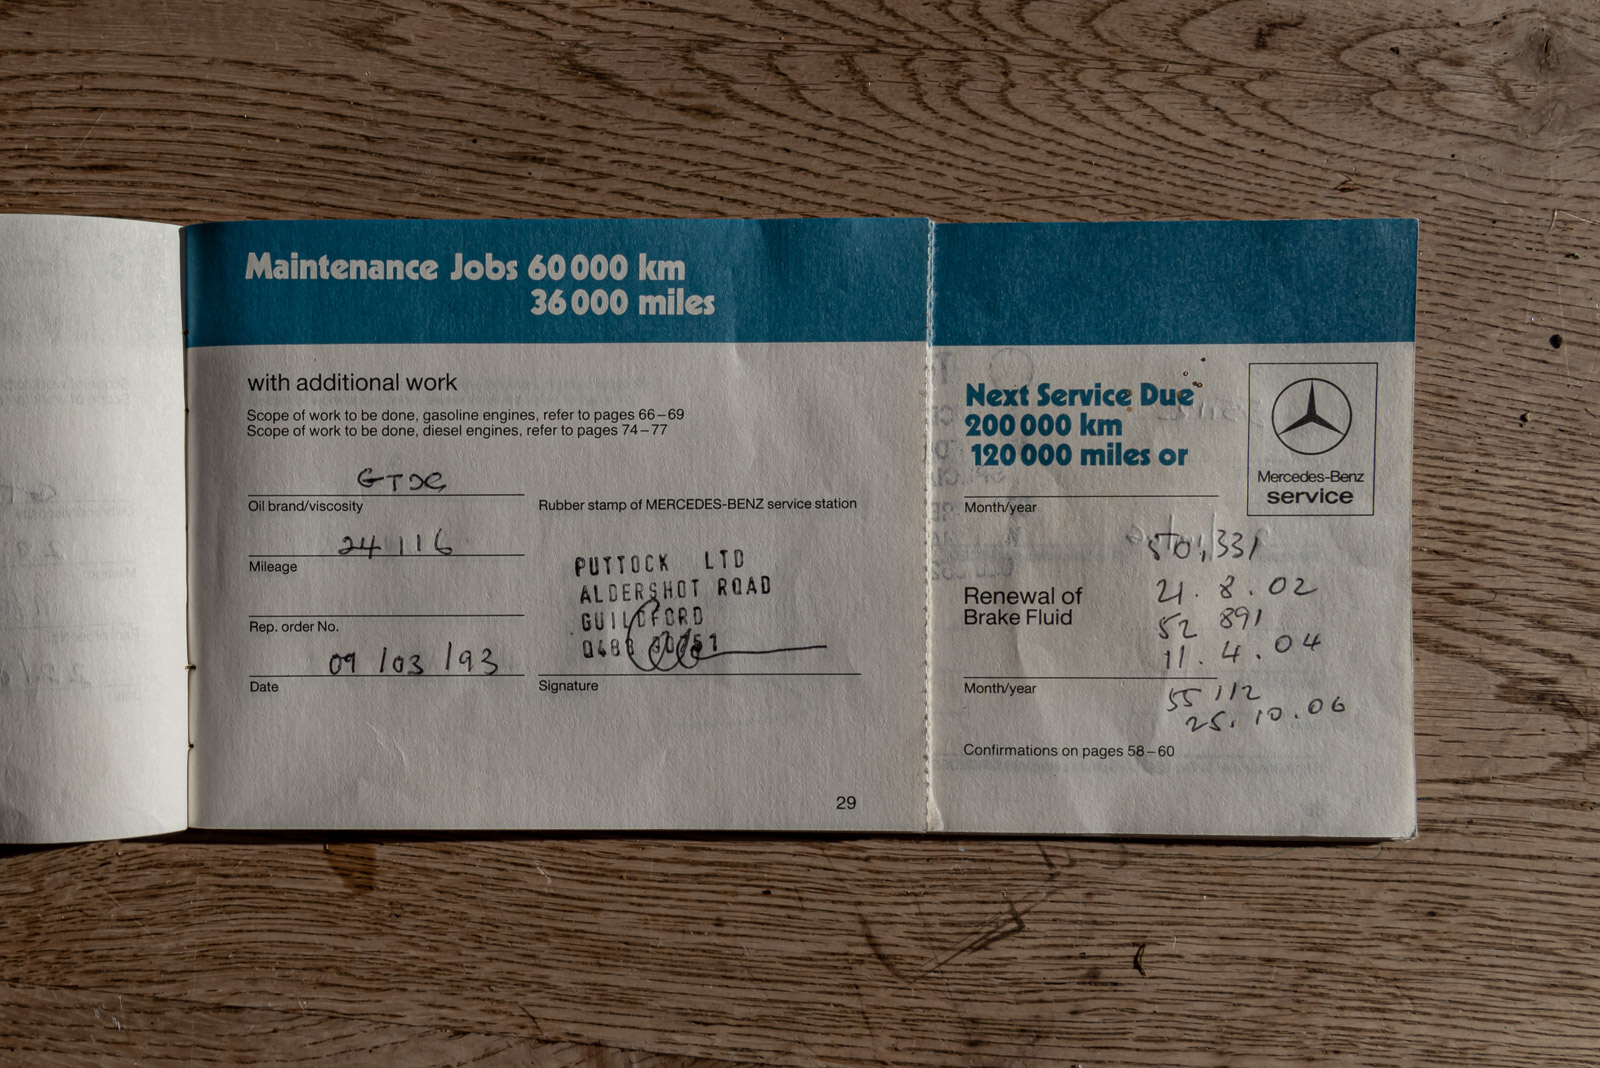 Maintenance Jobs 60 000 km
36 000 miles
with additional work
Scope of work to be done, gasoline engines, refer to pages 66–69
Scope of work to be done, diesel engines, refer to pages 74–77
Oil brand/viscosity
24 116
Mileage
Rep. order No.
09/03/93
Date
Rubber stamp of MERCEDES-BENZ service station
PUTTOCK LTD
ALDERSHOT ROAD
GUILDFORD
Signature
29
Next Service Due
200 000 km
120 000 miles or
Month/year
Mercedes-Benz
service
50,331
Renewal of
Brake Fluid
21.8.02
52 891
11.4.04
Month/year
55 112
25.10.06
Confirmations on pages 58–60